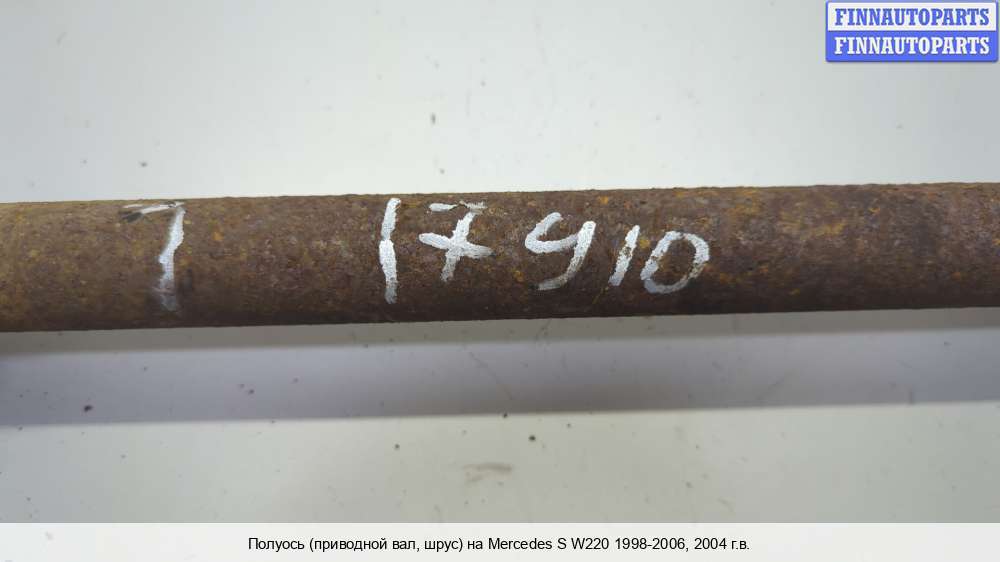 FINNAUTOPARTS
FINNAUTOPARTS
1 17910
Полуось (приводной вал, шрус) на Mercedes S W220 1998-2006, 2004 г.в.